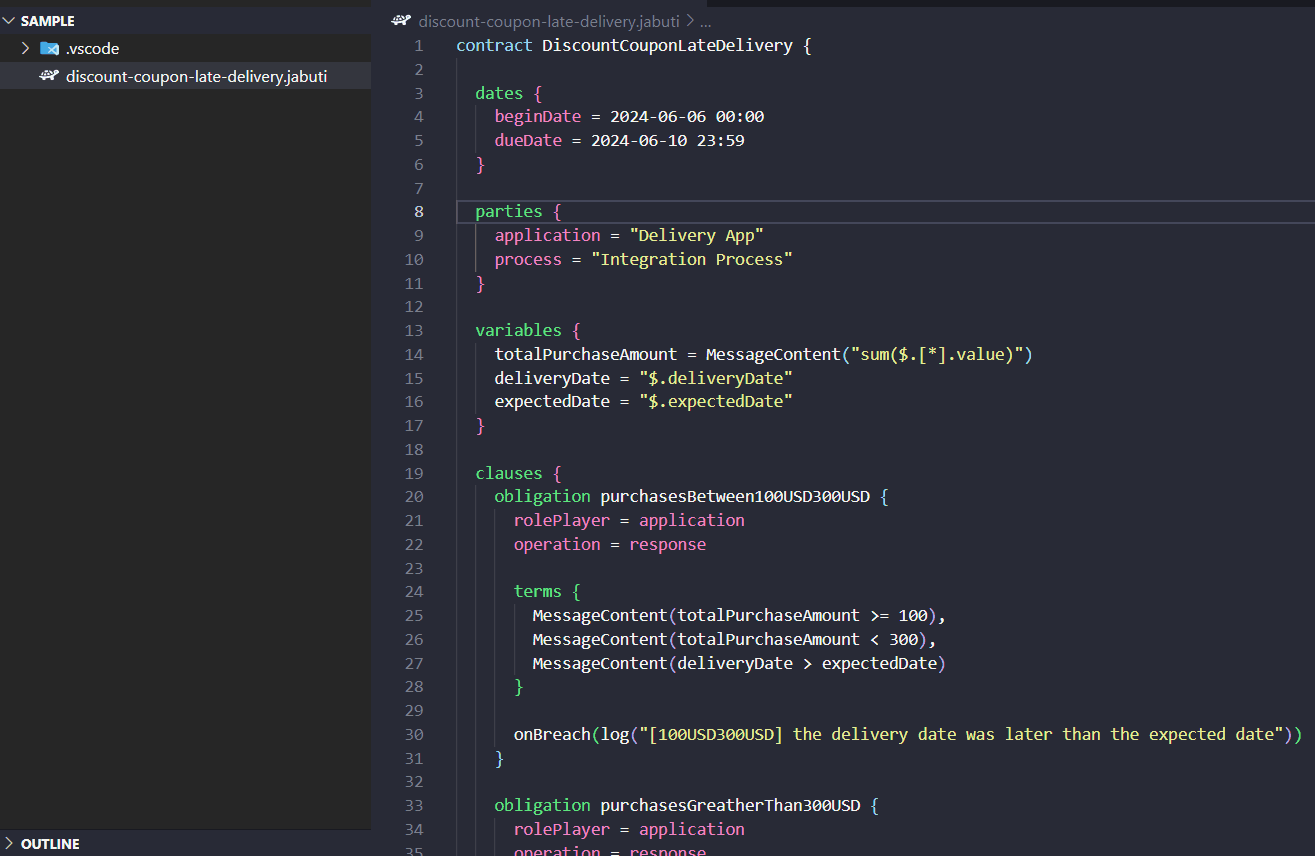 SAMPLE
.vscode
discount-coupon-late-delivery.jabuti
OUTLINE
discount-coupon-late-delivery.jabuti > ...
1 contract DiscountCouponLateDelivery {
2
3 dates {
4 beginDate = 2024-06-06 00:00
5 dueDate = 2024-06-10 23:59
6 }
7
8 parties {
9 application = "Delivery App"
10 process = "Integration Process"
11 }
12
13 variables {
14 totalPurchaseAmount = MessageContent("sum($.[*].value)")
15 deliveryDate = "$.deliveryDate"
16 expectedDate = "$.expectedDate"
17 }
18
19 clauses {
20 obligation purchasesBetween100USD300USD {
21 rolePlayer = application
22 operation = response
23
24 terms {
25 MessageContent(totalPurchaseAmount >= 100),
26 MessageContent(totalPurchaseAmount < 300),
27 MessageContent(deliveryDate > expectedDate)
28 }
29
30 onBreach(log("[100USD300USD] the delivery date was later than the expected date"))
31 }
32
33 obligation purchasesGreatherThan300USD {
34 rolePlayer = application
35 operation = response